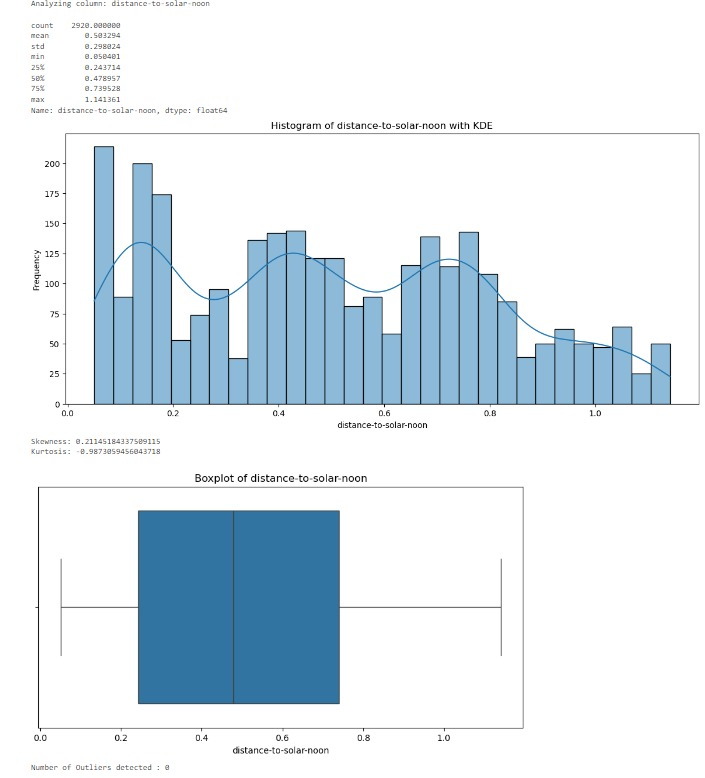 Analyzing column: distance-to-solar-noon
count 2920.000000
mean 0.503294
std 0.298024
min 0.050401
25% 0.243714
50% 0.478957
75% 0.739528
max 1.141361
Name: distance-to-solar-noon, dtype: float64
Histogram of distance-to-solar-noon with KDE
Frequency
200
175
150
125
100
75
50
25
0
0.0 0.2 0.4 0.6 0.8 1.0
distance-to-solar-noon
Skewness: 0.21145184337509115
Kurtosis: -0.9873059456043718
Boxplot of distance-to-solar-noon
0.0 0.2 0.4 0.6 0.8 1.0
distance-to-solar-noon
Number of Outliers detected : 0